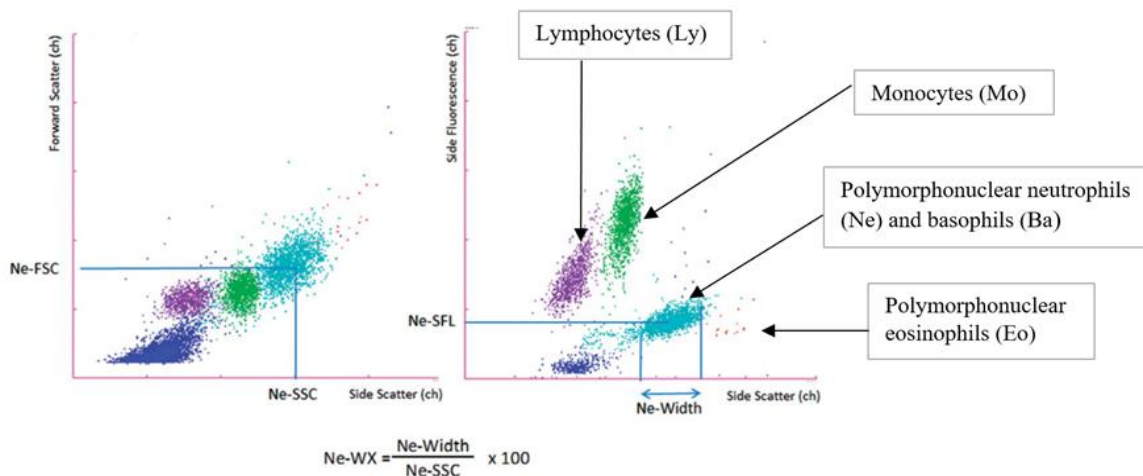 Forward Scatter (ch)
Ne-FSC
Ne-SSC
Side Scatter (ch)
Side Fluorescence (ch)
Ne-SFL
Ne-Width
Side Scatter (ch)
Lymphocytes (Ly)
Monocytes (Mo)
Polymorphonuclear neutrophils
(Ne) and basophils (Ba)
Polymorphonuclear
eosinophils (Eo)
Ne-WX = Ne-Width
Ne-SSC
x 100